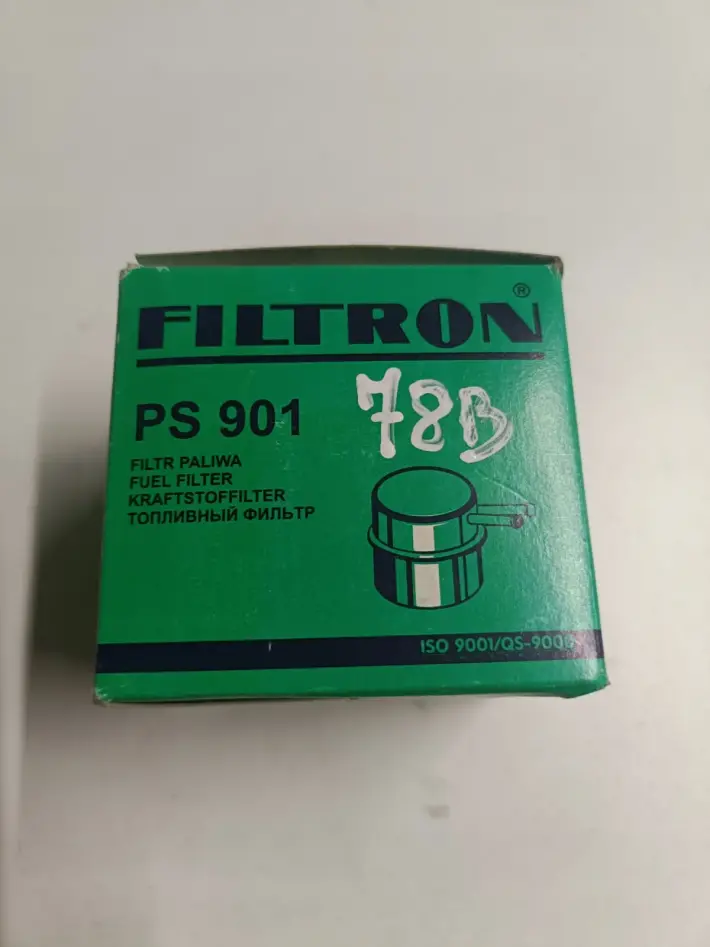 FILTRON®
PS 901
78B
FILTR PALIWA
FUEL FILTER
KRAFTSTOFFILTER
ТОПЛИВНЫЙ ФИЛЬТР
ISO 9001/QS-9000